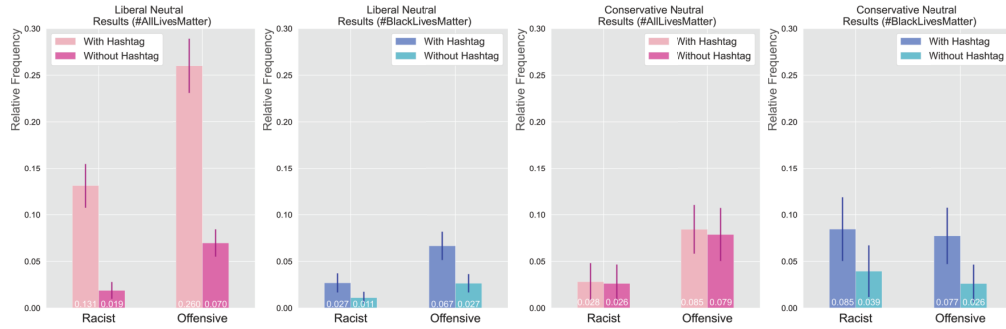 Liberal Neutral
Results (#AllLivesMatter)
Relative Frequency
0.30
0.25
0.20
0.15
0.10
0.05
0.00
With Hashtag
Without Hashtag
0.131
0.019
0.260
0.070
Racist
Offensive
Liberal Neutral
Results (#BlackLivesMatter)
Relative Frequency
0.30
0.25
0.20
0.15
0.10
0.05
0.00
With Hashtag
Without Hashtag
0.027
0.011
0.067
0.027
Racist
Offensive
Conservative Neutral
Results (#AllLivesMatter)
Relative Frequency
0.30
0.25
0.20
0.15
0.10
0.05
0.00
With Hashtag
Without Hashtag
0.028
0.026
0.085
0.079
Racist
Offensive
Conservative Neutral
Results (#BlackLivesMatter)
Relative Frequency
0.30
0.25
0.20
0.15
0.10
0.05
0.00
With Hashtag
Without Hashtag
0.085
0.039
0.077
0.026
Racist
Offensive